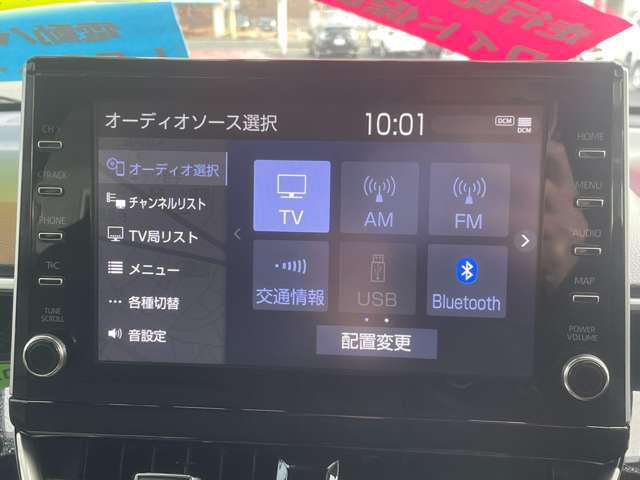 オーディオソース選択
10:01
DCM
DCM
オーディオ選択
チャンネルリスト
TV局リスト
メニュー
各種切替
音設定
TV
AM
FM
交通情報
USB
Bluetooth
配置変更
CH >
PHONE
TUNE
SCROLL
HOME
MENU
AUDIO
MAP
POWER
VOLUME